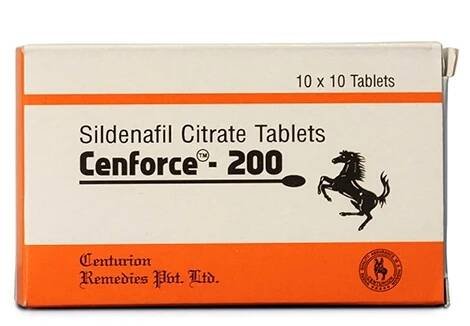 10 x 10 Tablets
Sildenafil Citrate Tablets
Cenforce™- 200
Centurion
Remedies Pvt. Ltd.